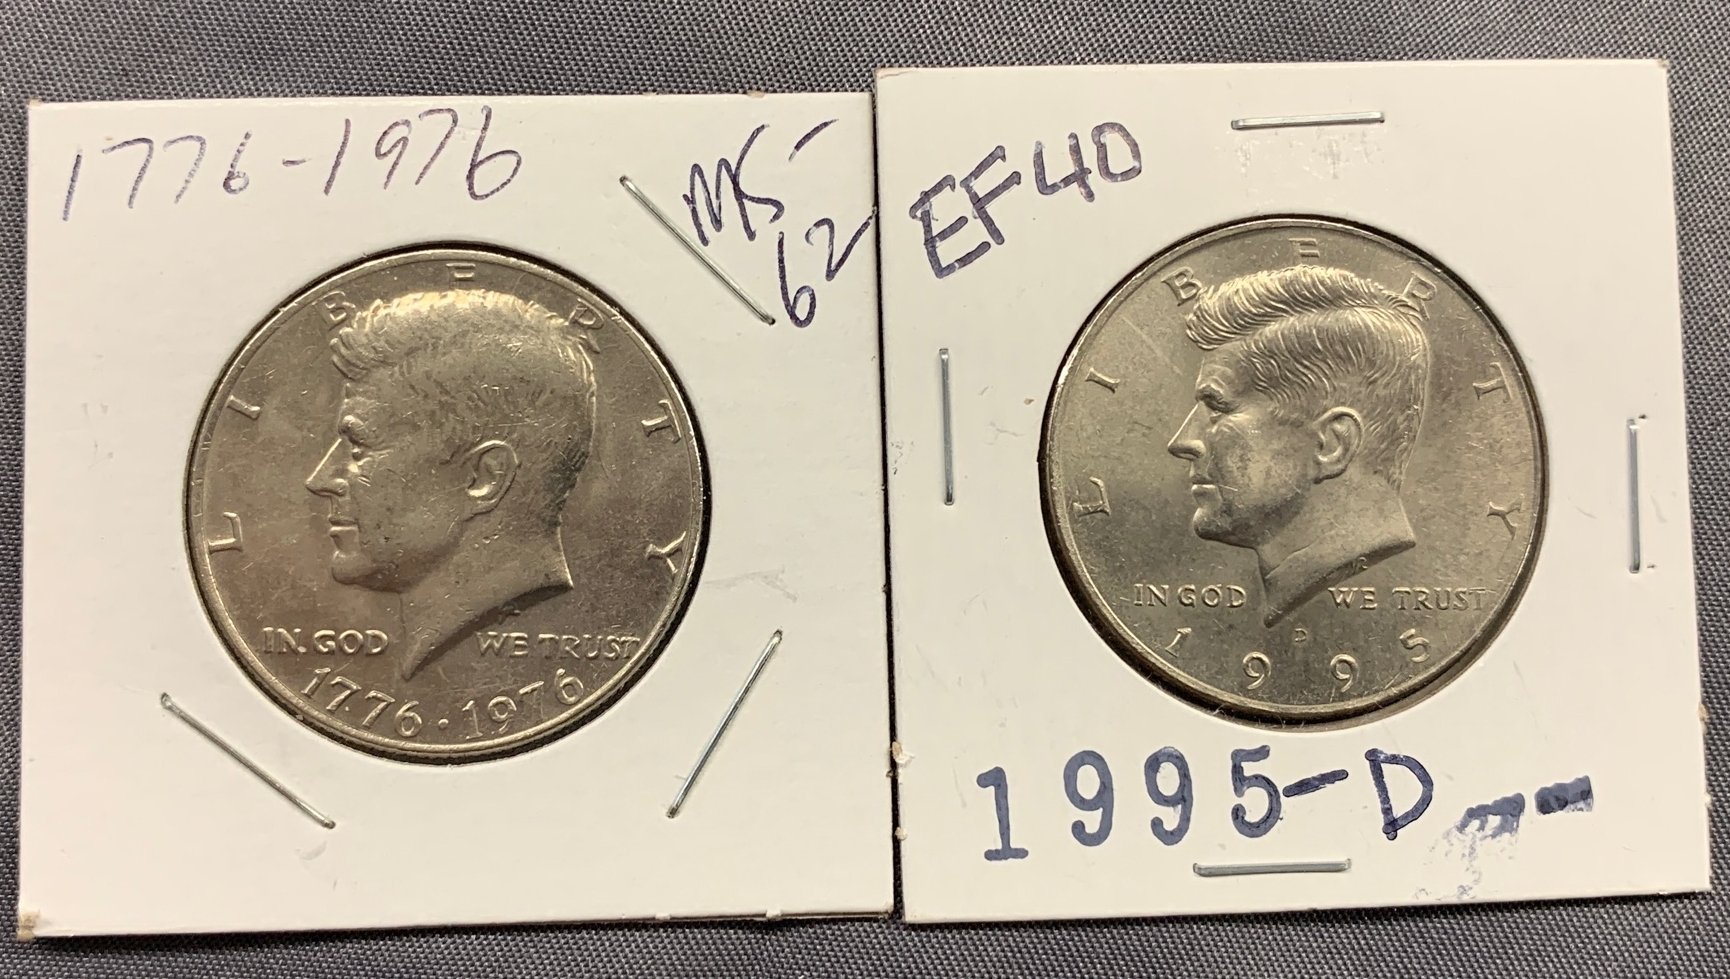 1776-1976
MS-
62
LIBERTY
IN GOD WE TRUST
1776·1976
EF40
LIBERTY
IN GOD WE TRUST
D
1995
1995-D